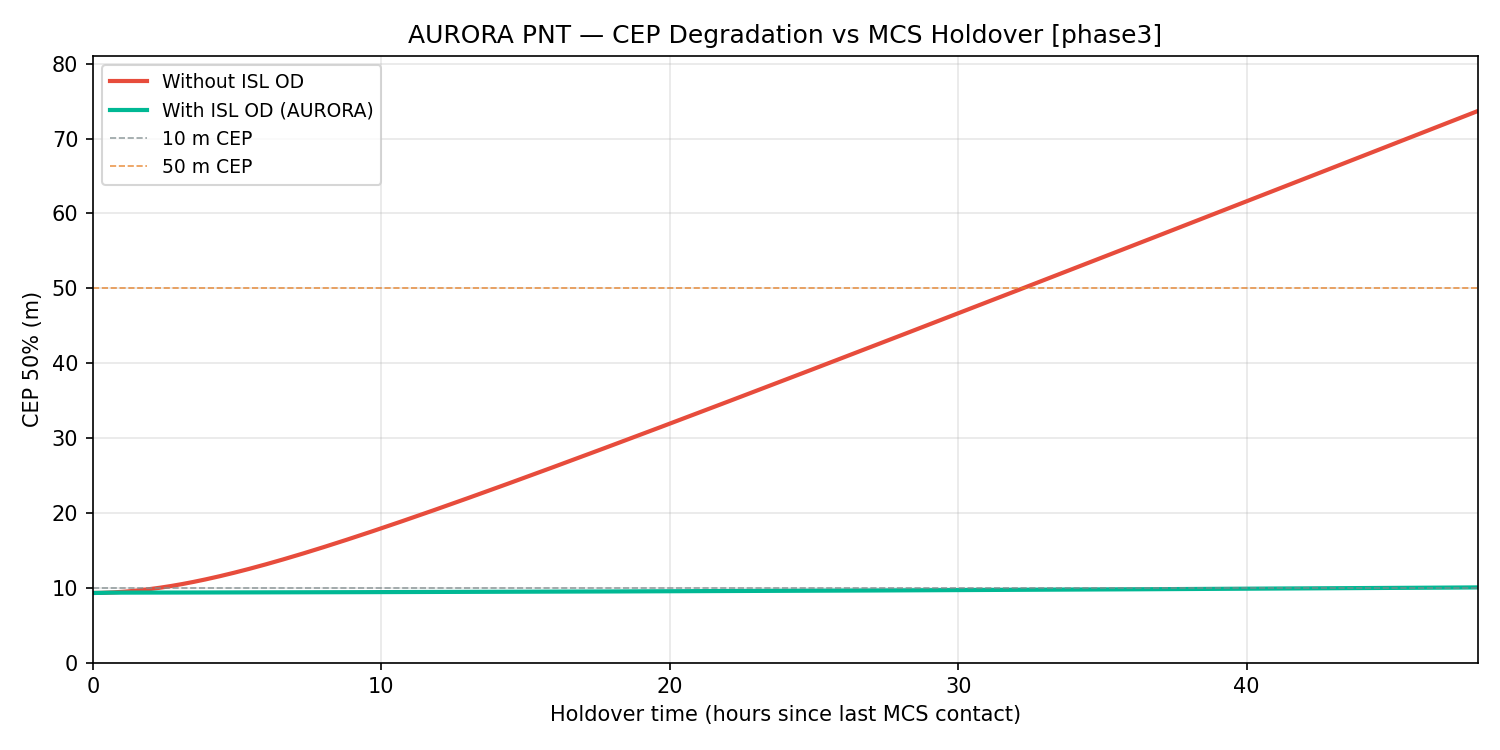 AURORA PNT — CEP Degradation vs MCS Holdover [phase3]
Without ISL OD
With ISL OD (AURORA)
10 m CEP
50 m CEP
CEP 50% (m)
80
70
60
50
40
30
20
10
0
0 10 20 30 40
Holdover time (hours since last MCS contact)